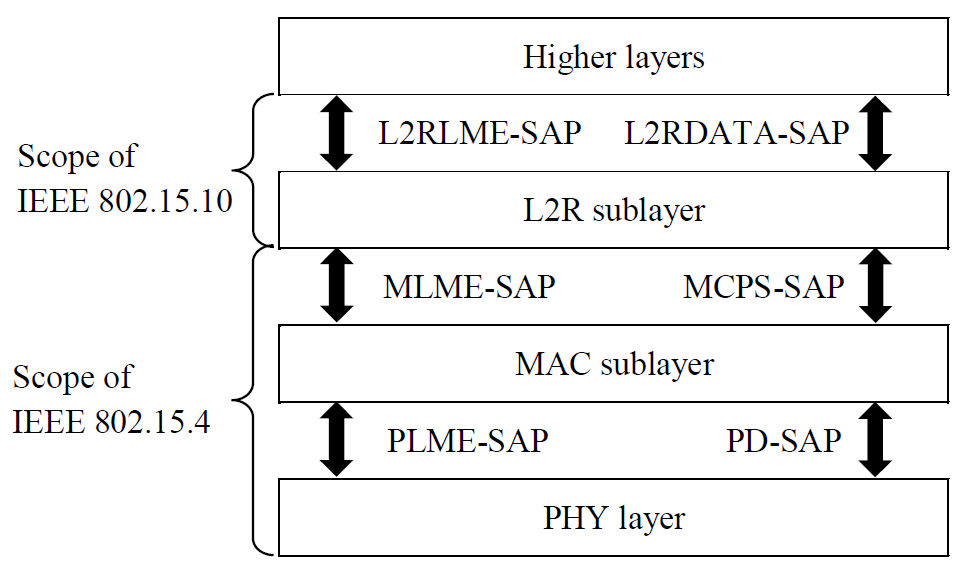 Higher layers
L2RLME-SAP
L2RDATA-SAP
Scope of
IEEE 802.15.10
L2R sublayer
MLME-SAP
MCPS-SAP
MAC sublayer
Scope of
IEEE 802.15.4
PLME-SAP
PD-SAP
PHY layer